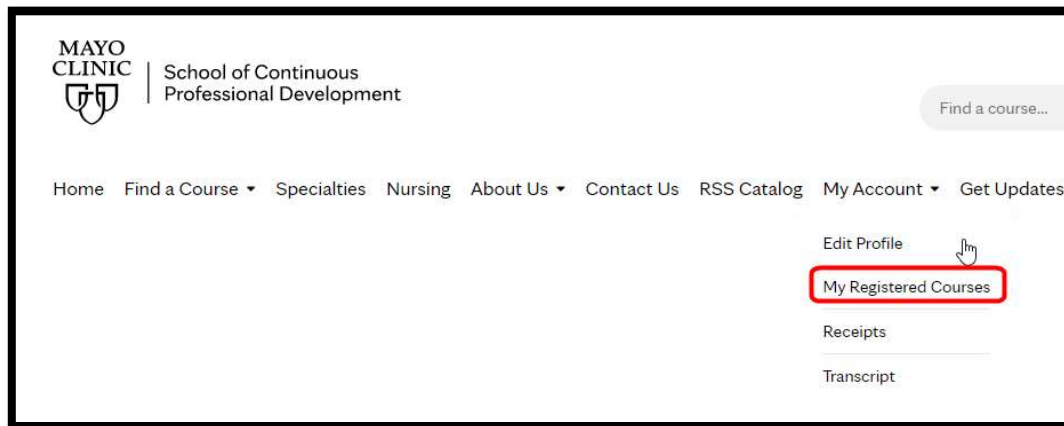 MAYO
CLINIC
School of Continuous
Professional Development
Find a course...
Home Find a Course Specialties Nursing About Us Contact Us RSS Catalog My Account Get Updates
Edit Profile
My Registered Courses
Receipts
Transcript